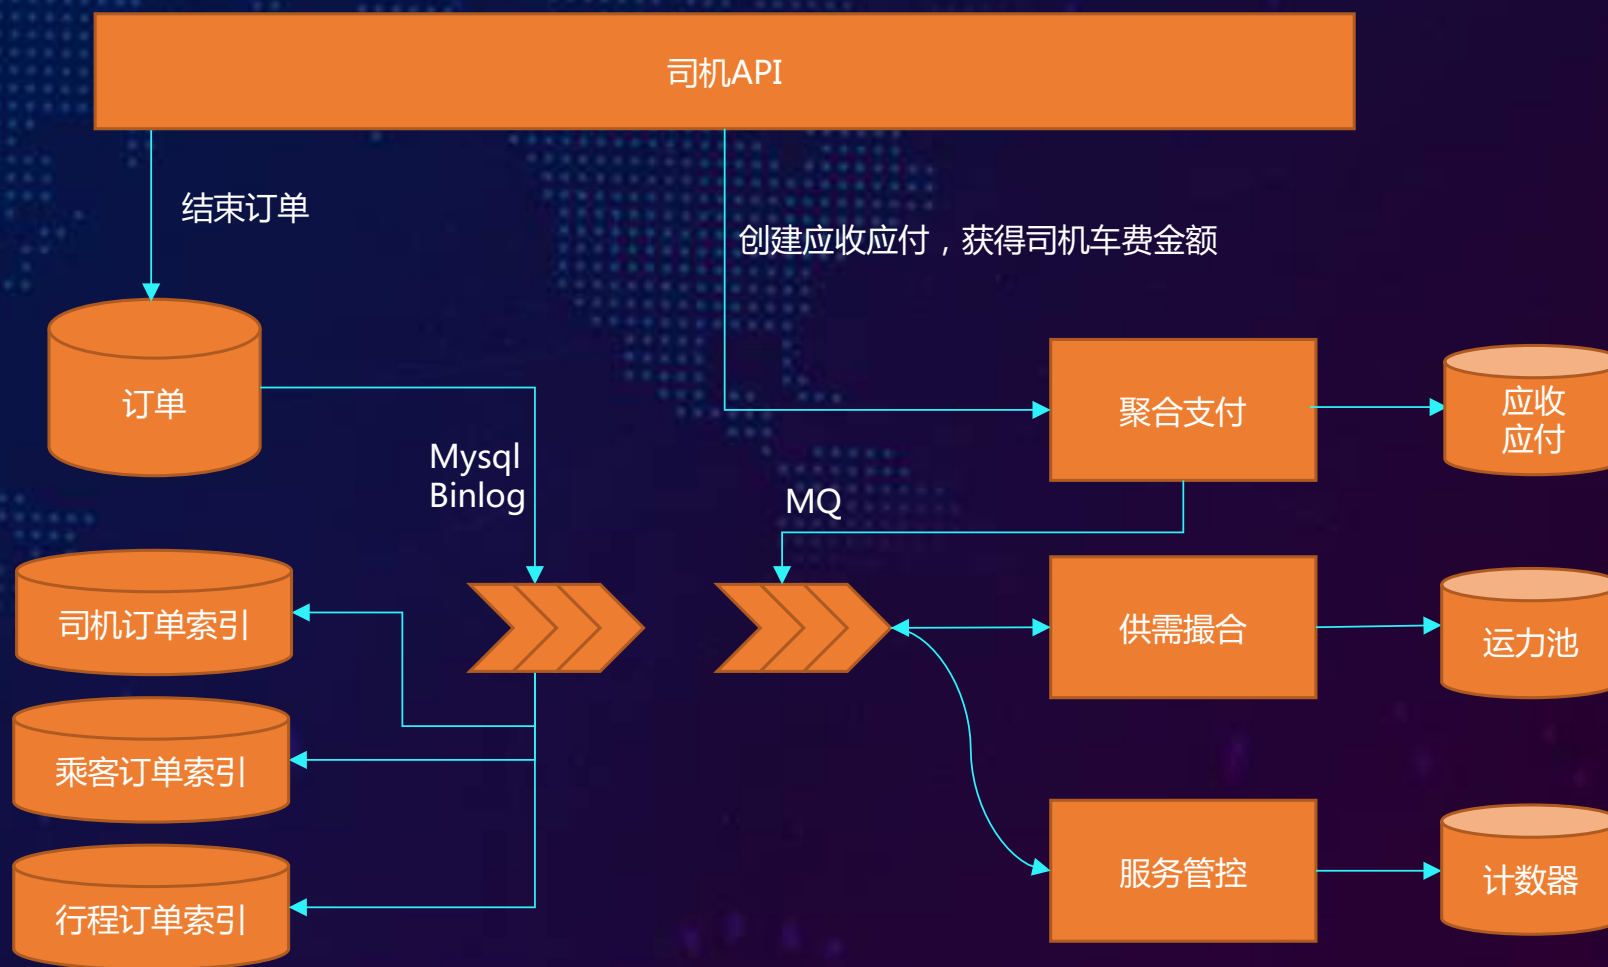 司机API
结束订单
创建应收应付，获得司机车费金额
订单
聚合支付
应收
应付
Mysql
Binlog
MQ
司机订单索引
供需撮合
运力池
乘客订单索引
服务管控
计数器
行程订单索引